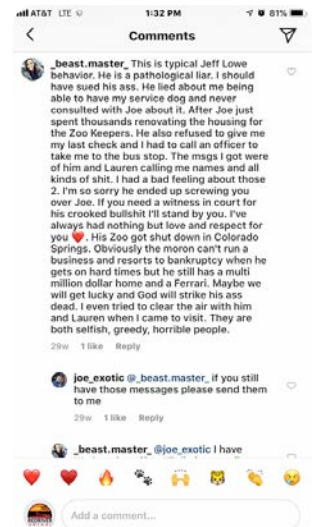 AT&T LTE 1:32 PM 81%
Comments
_beast.master_ This is typical Jeff Lowe
behavior. He is a pathological liar. I should
have sued his ass. He lied about me being
able to have my service dog and never
consulted with Joe about it. After Joe just
spent thousands renovating the housing for
the Zoo Keepers. He also refused to give me
my last check and I had to call an officer to
take me to the bus stop. The msgs I got were
of him and Lauren calling me names and all
kinds of shit. I had a bad feeling about those
2. I'm so sorry he ended up screwing you
over Joe. If you need a witness in court for
his crooked bullshit I'll stand by you. I've
always had nothing but love and respect for
you ❤️. His Zoo got shut down in Colorado
Springs. Obviously the moron can't run a
business and resorts to bankruptcy when he
gets on hard times but he still has a multi
million dollar home and a Ferrari. Maybe we
will get lucky and God will strike his ass
dead. I even tried to clear the air with him
and Lauren when I came to visit. They are
both selfish, greedy, horrible people.
29w 1 like Reply
joe_exotic @_beast.master_ if you still
have those messages please send them
to me
29w 1 like Reply
_beast.master_ @joe_exotic I have
Add a comment...